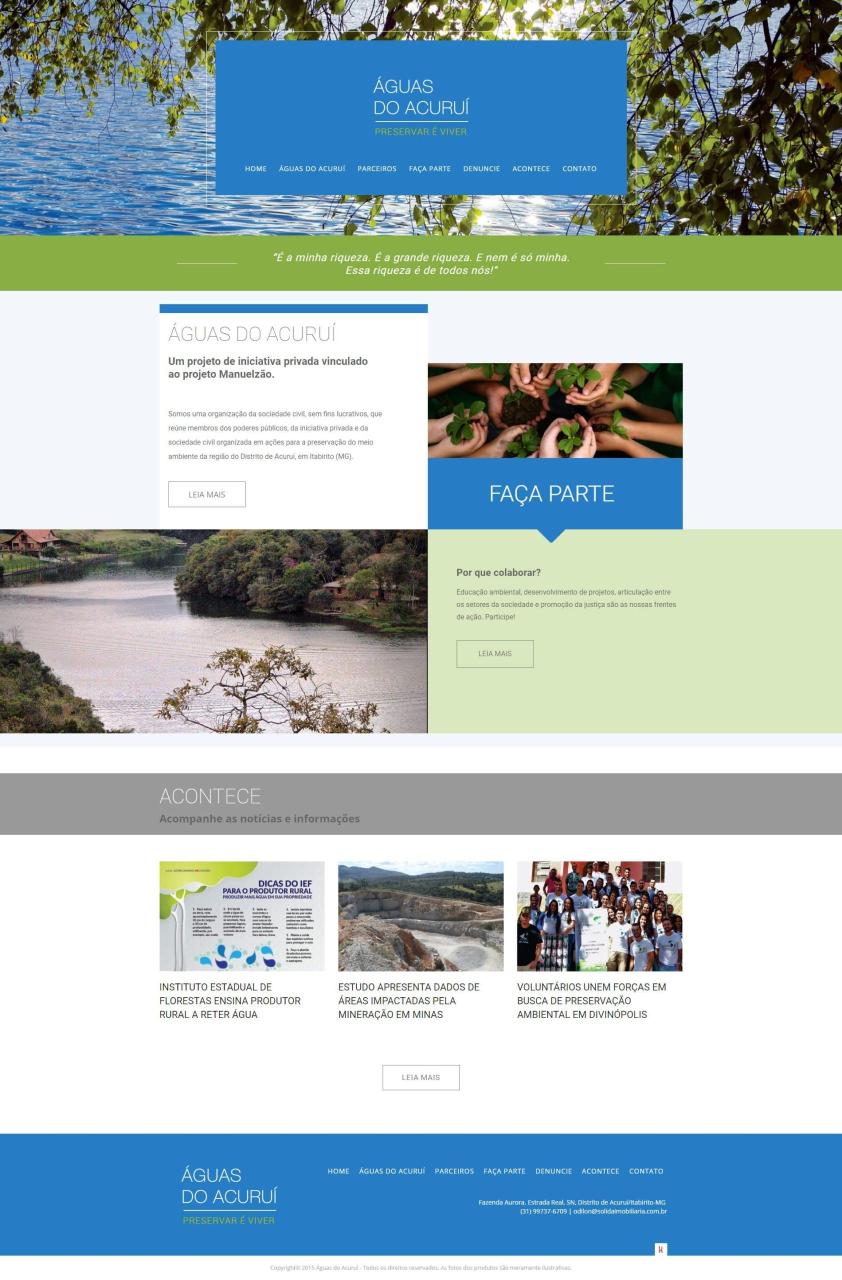 ÁGUAS
DO ACURUÍ
PRESERVAR É VIVER
HOME ÁGUAS DO ACURUÍ PARCEIROS FAÇA PARTE DENUNCIE ACONTECE CONTATO
“É a minha riqueza. É a grande riqueza. E nem é só minha.
Essa riqueza é de todos nós!”
ÁGUAS DO ACURUÍ
Um projeto de iniciativa privada vinculado
ao projeto Manuelzão.
Somos uma organização da sociedade civil, sem fins lucrativos, que
reúne membros dos poderes públicos, da iniciativa privada e da
sociedade civil organizada em ações para a preservação do meio
ambiente da região do Distrito de Acuruí, em Itabirito (MG).
LEIA MAIS
FAÇA PARTE
Por que colaborar?
Educação ambiental, desenvolvimento de projetos, articulação entre
os setores da sociedade e promoção da justiça são as nossas frentes
de ação. Participe!
LEIA MAIS
ACONTECE
Acompanhe as notícias e informações
DICAS DO IEF
PARA O PRODUTOR RURAL
PRODUZIR MAIS ÁGUA EM SUA PROPRIEDADE
INSTITUTO ESTADUAL DE
FLORESTAS ENSINA PRODUTOR
RURAL A RETER ÁGUA
ESTUDO APRESENTA DADOS DE
ÁREAS IMPACTADAS PELA
MINERAÇÃO EM MINAS
VOLUNTÁRIOS UNEM FORÇAS EM
BUSCA DE PRESERVAÇÃO
AMBIENTAL EM DIVINÓPOLIS
LEIA MAIS
ÁGUAS
DO ACURUÍ
PRESERVAR É VIVER
HOME ÁGUAS DO ACURUÍ PARCEIROS FAÇA PARTE DENUNCIE ACONTECE CONTATO
Fazenda Aurora, Estrada Real, SN, Distrito de Acuruí/Itabirito-MG
(31) 99737-6709 | odilon@solidaimobiliaria.com.br
Copyright© 2015 Águas do Acuruí - Todos os direitos reservados. As fotos dos produtos são meramente ilustrativas.